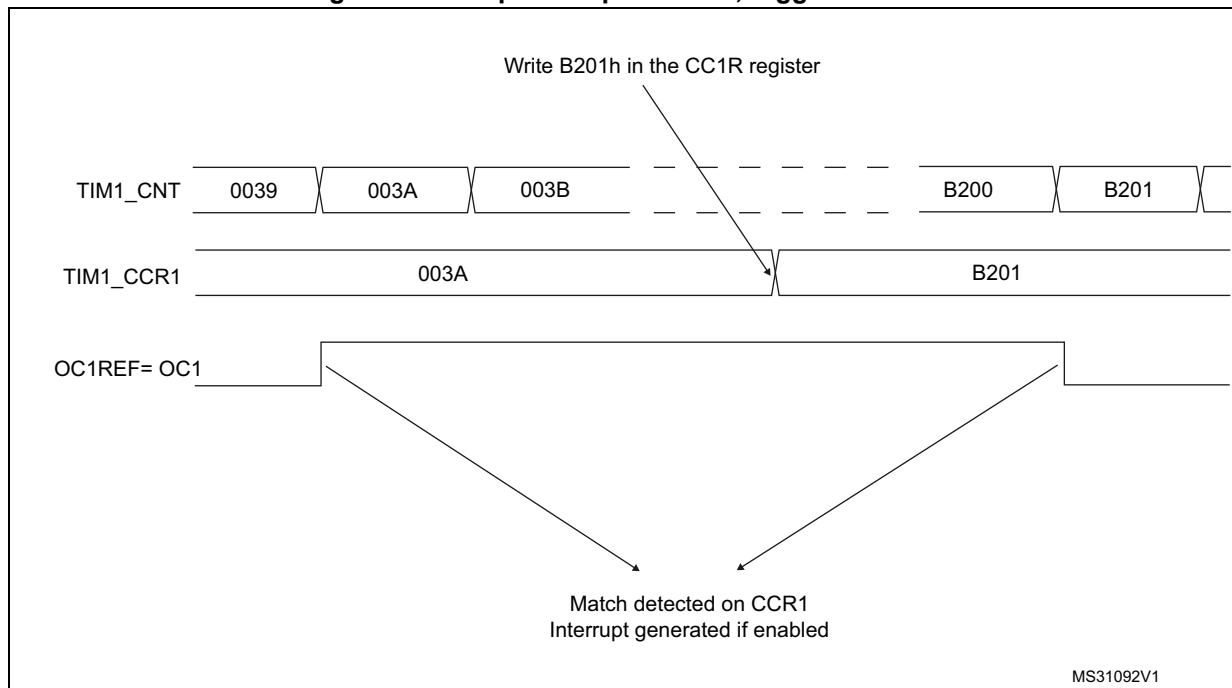 Write B201h in the CC1R register
TIM1_CNT 0039 003A 003B B200 B201
TIM1_CCR1 003A B201
OC1REF= OC1
Match detected on CCR1
Interrupt generated if enabled
MS31092V1